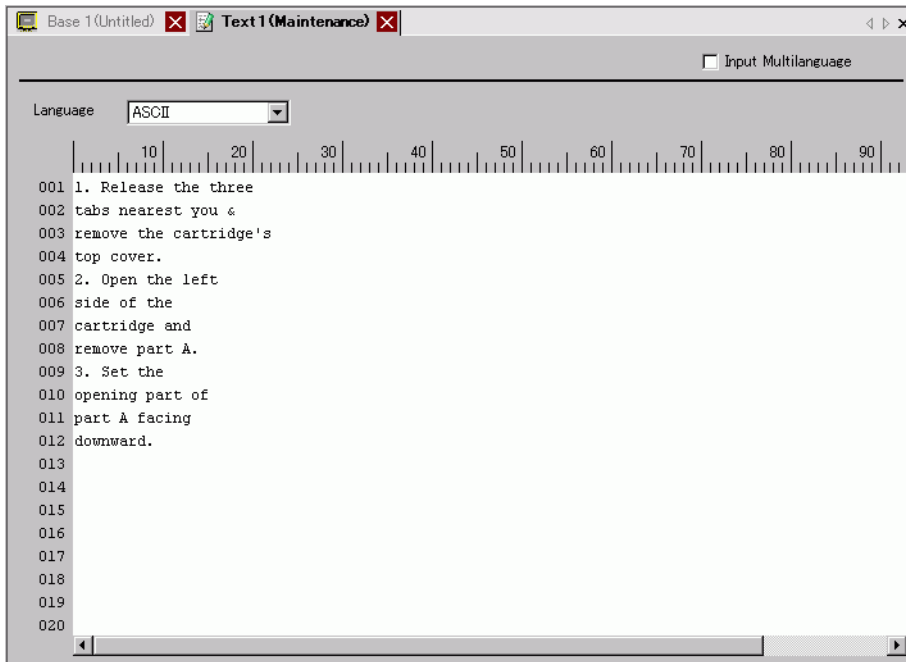 Base 1(Untitled) Text1(Maintenance)
Input Multilanguage
Language ASCII
10 20 30 40 50 60 70 80 90
001 1. Release the three
002 tabs nearest you &
003 remove the cartridge's
004 top cover.
005 2. Open the left
006 side of the
007 cartridge and
008 remove part A.
009 3. Set the
010 opening part of
011 part A facing
012 downward.
013
014
015
016
017
018
019
020